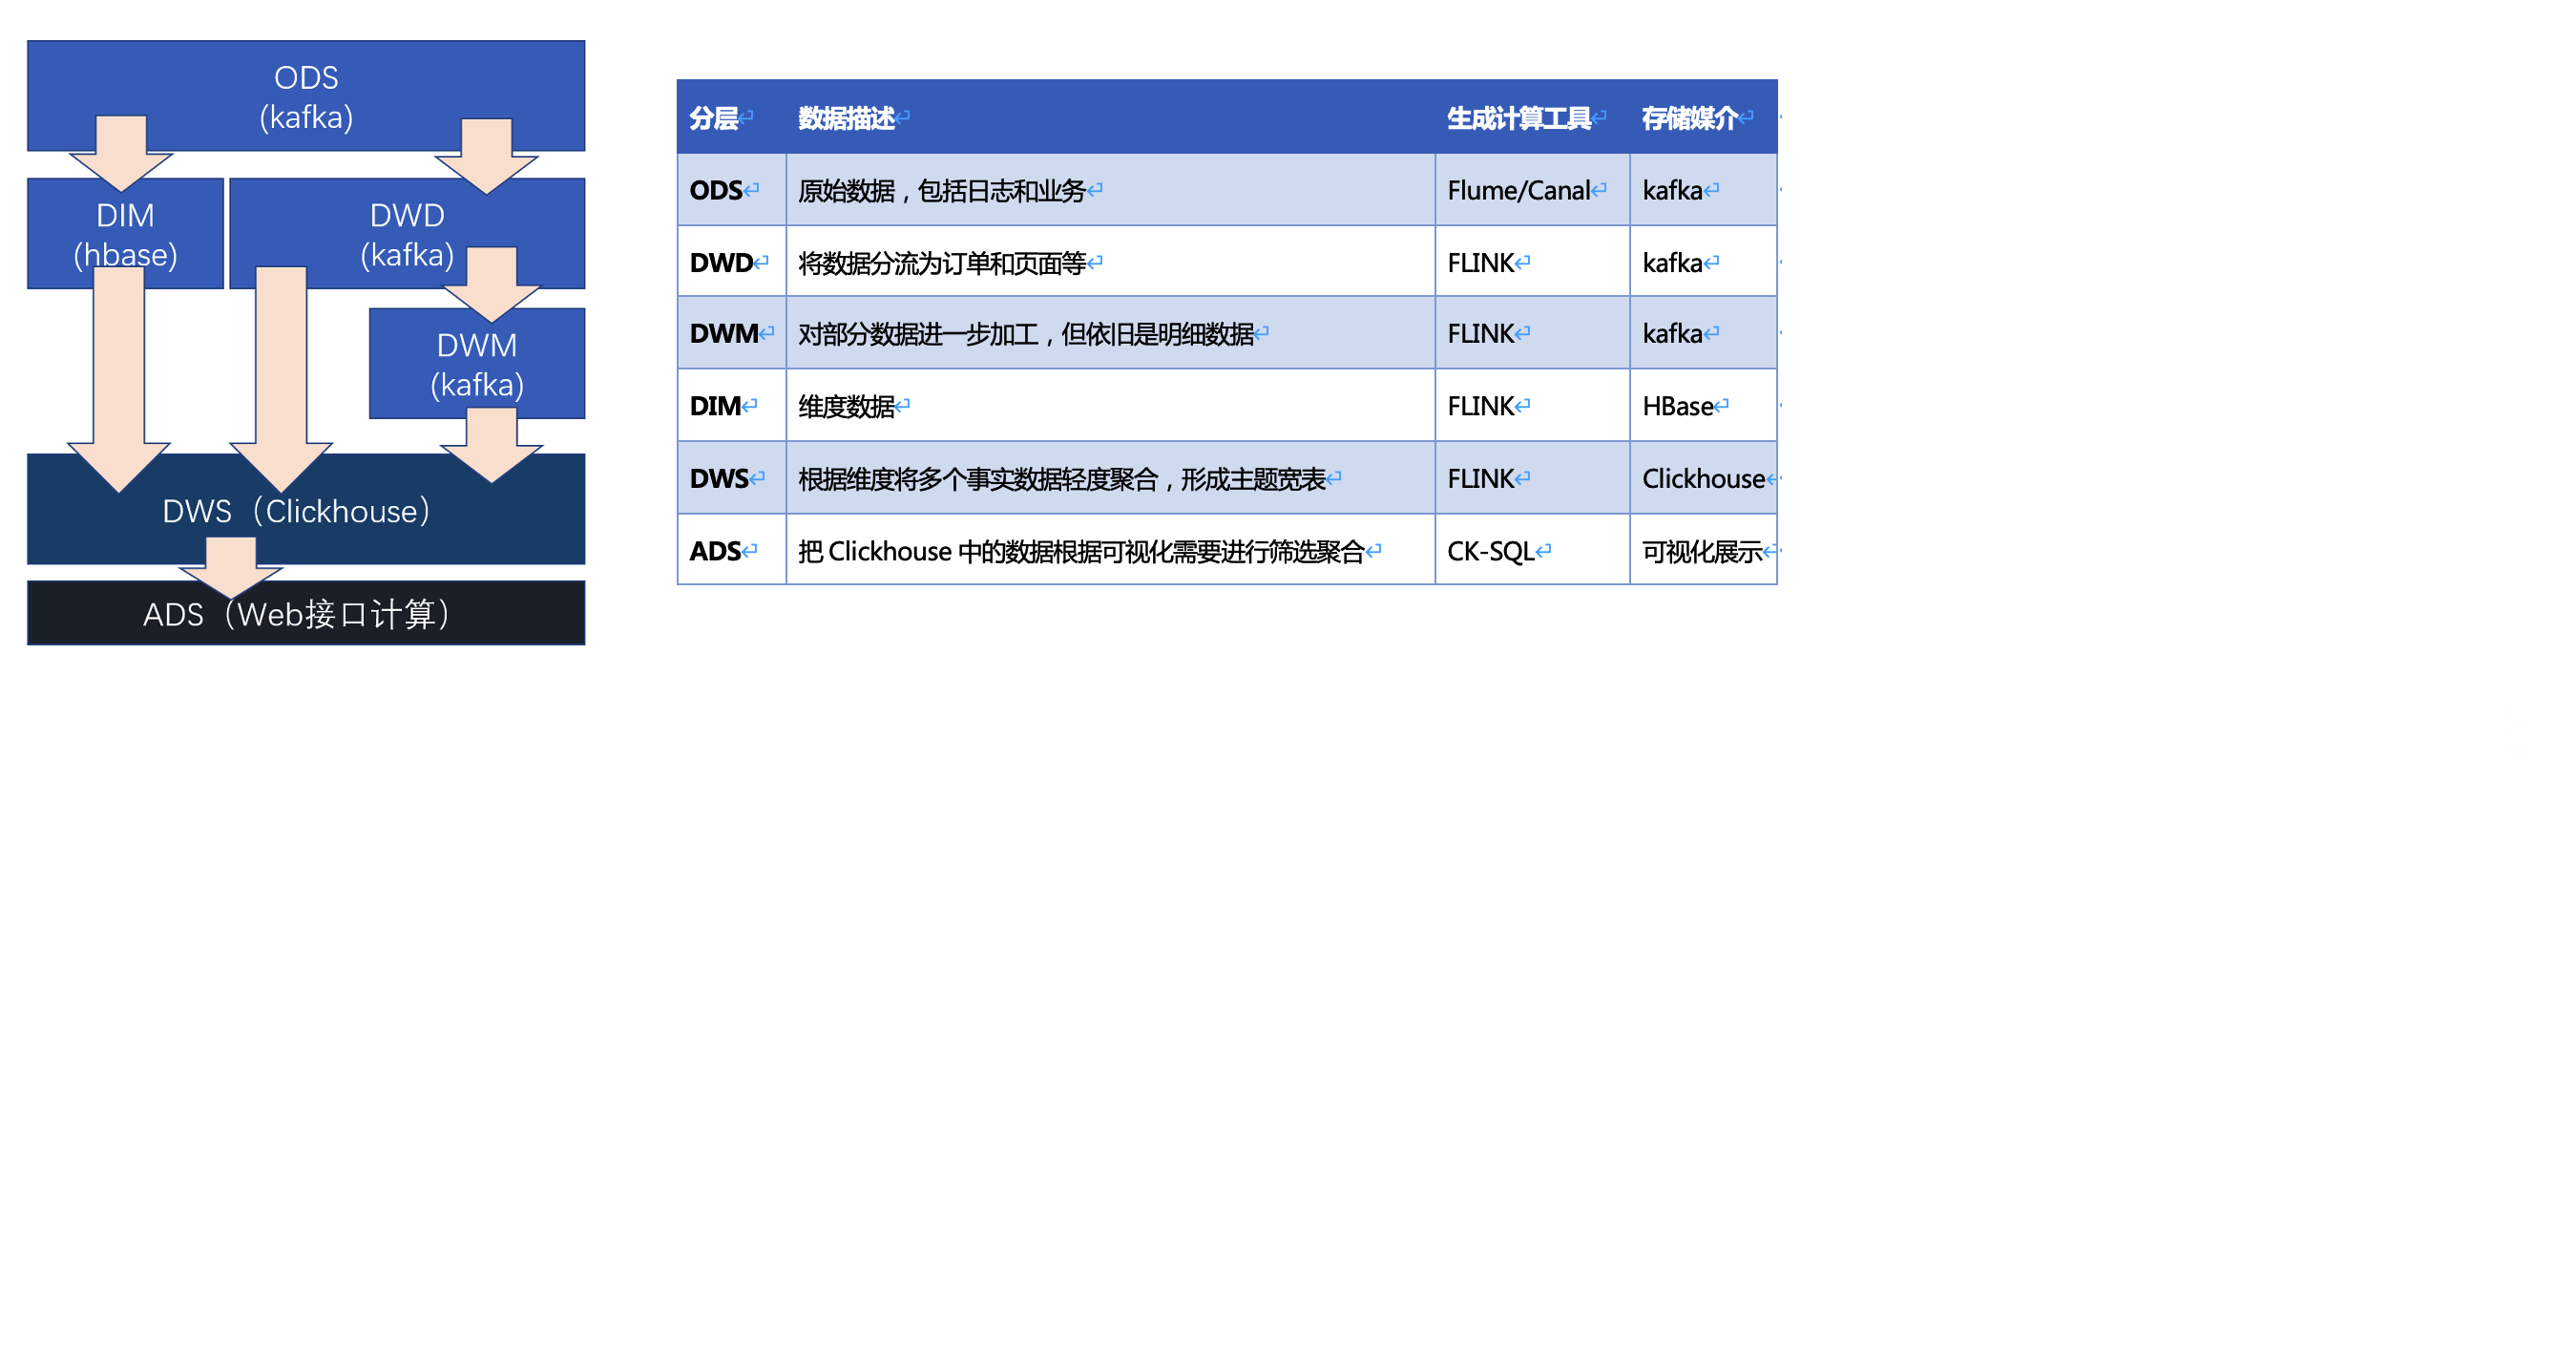 ODS
(kafka)
DIM
(hbase)
DWD
(kafka)
DWM
(kafka)
DWS（Clickhouse）
ADS（Web接口计算）
分层 数据描述 生成计算工具 存储媒介
ODS 原始数据，包括日志和业务 Flume/Canal kafka
DWD 将数据分流为订单和页面等 FLINK kafka
DWM 对部分数据进一步加工，但依旧是明细数据 FLINK kafka
DIM 维度数据 FLINK HBase
DWS 根据维度将多个事实数据轻度聚合，形成主题宽表 FLINK Clickhouse
ADS 把 Clickhouse 中的数据根据可视化需要进行筛选聚合 CK-SQL 可视化展示